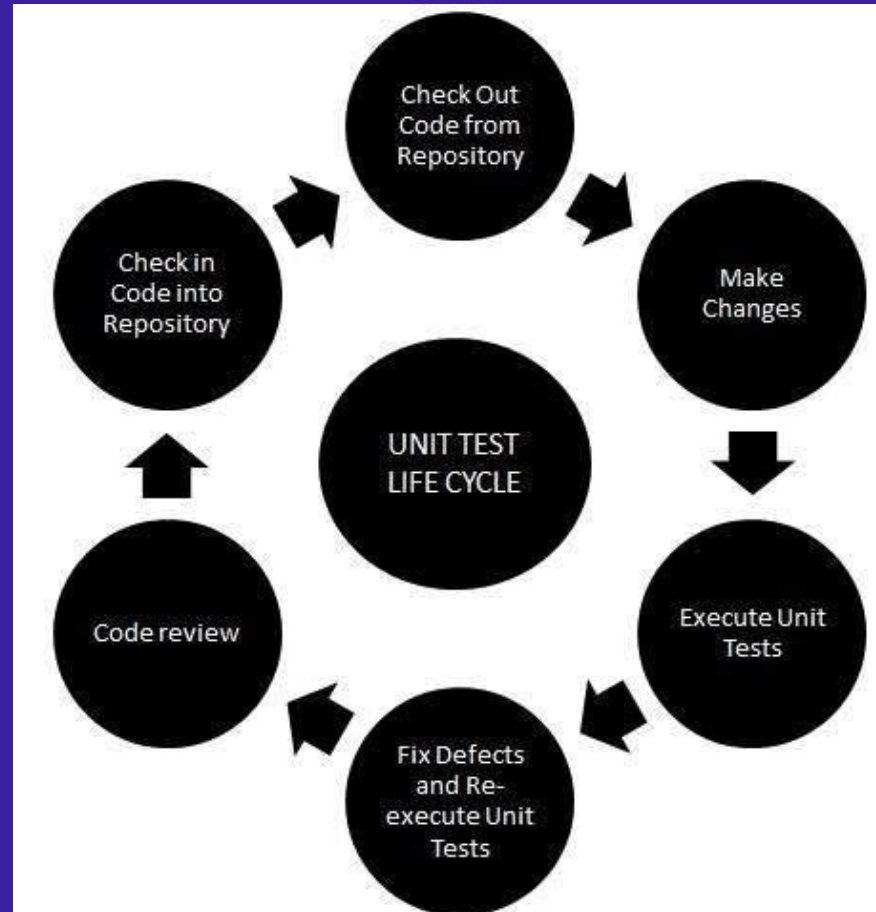 Check Out
Code from
Repository
Make
Changes
Execute Unit
Tests
Fix Defects
and Re-
execute Unit
Tests
Code review
Check in
Code into
Repository
UNIT TEST
LIFE CYCLE